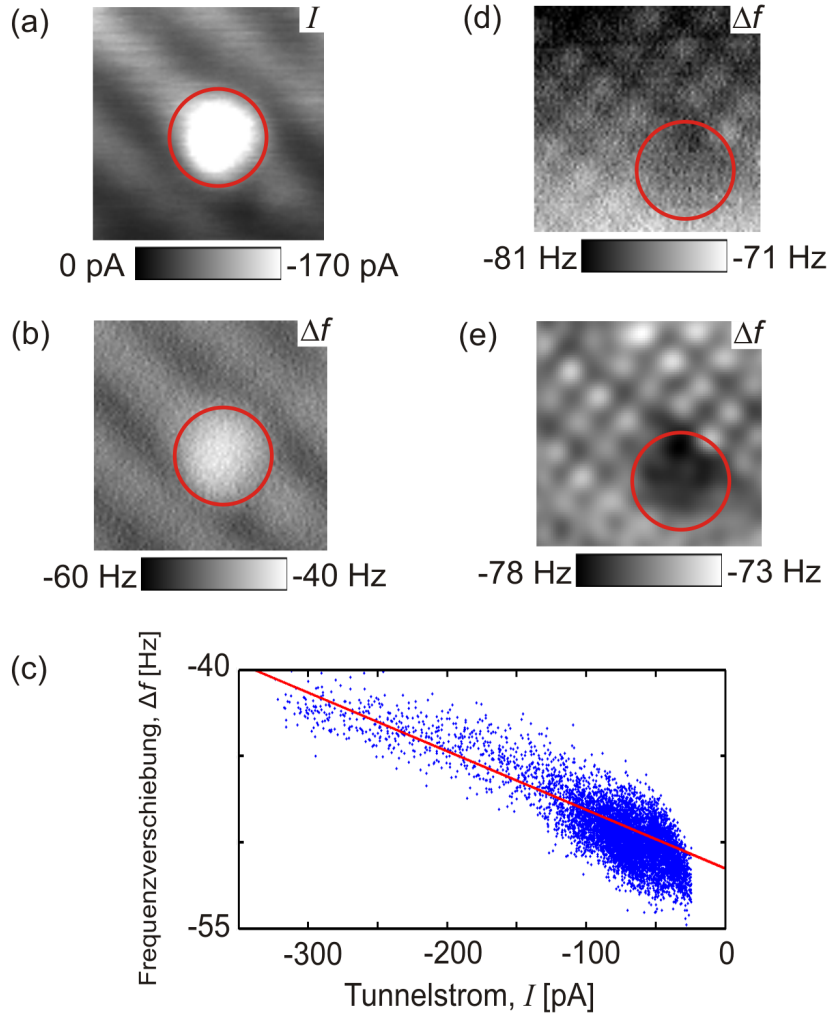 (a)
I
0 pA
-170 pA
(b)
Δf
-60 Hz
-40 Hz
(d)
Δf
-81 Hz
-71 Hz
(e)
Δf
-78 Hz
-73 Hz
(c)
Frequenzverschiebung, Δf [Hz]
-40
-55
-300
-200
-100
0
Tunnelstrom, I [pA]